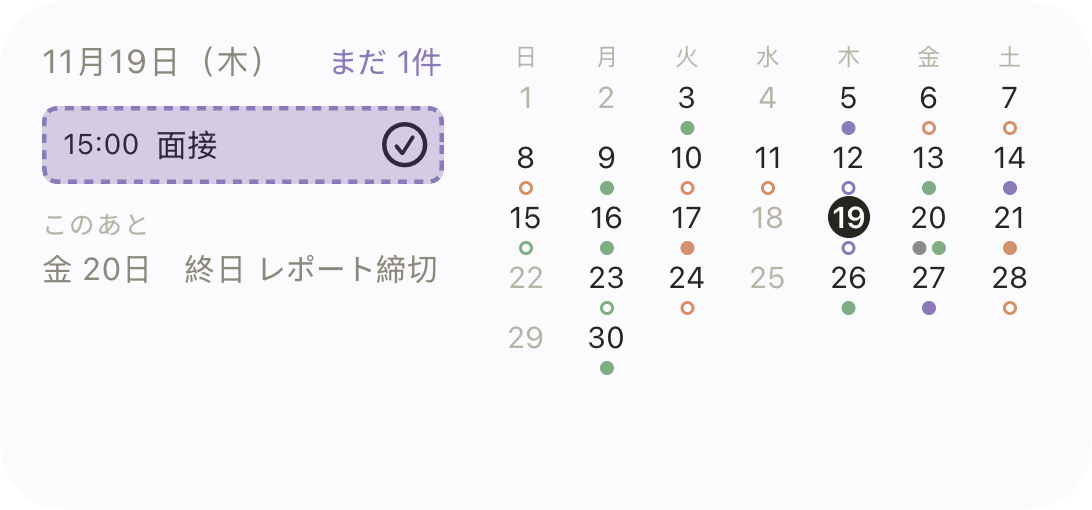 11月19日（木）
まだ 1件
15:00 面接
このあと
金 20日 終日 レポート締切
日 月 火 水 木 金 土
1 2 3 4 5 6 7
8 9 10 11 12 13 14
15 16 17 18 19 20 21
22 23 24 25 26 27 28
29 30